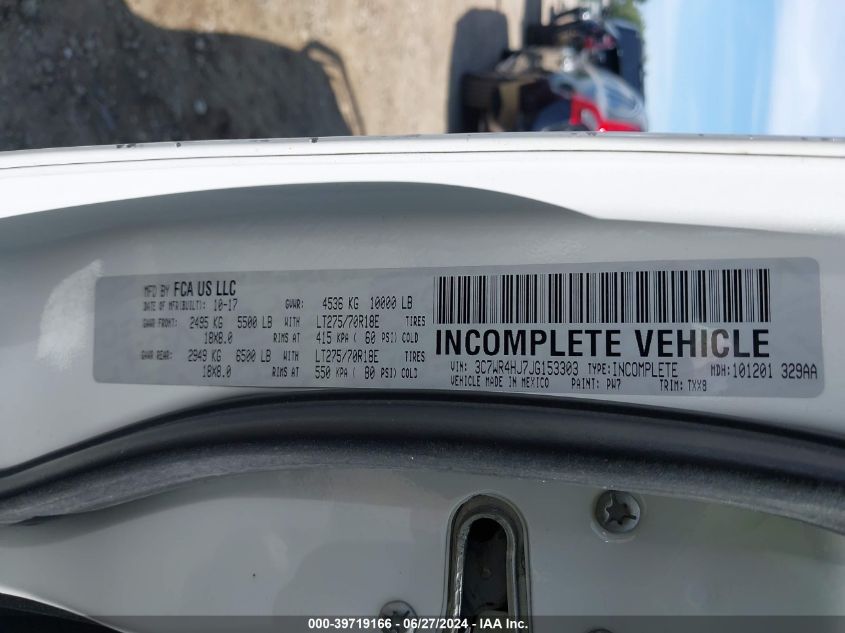 MFD BY FCA US LLC
DATE OF MFR(BUILT): 10-17 GVWR: 4536 KG 10000 LB
GAWR FRONT: 2495 KG 5500 LB WITH LT275/70R18E TIRES
18X8.0 RIMS AT 415 KPA ( 60 PSI) COLD
GAWR REAR: 2949 KG 6500 LB WITH LT275/70R18E TIRES
18X8.0 RIMS AT 550 KPA ( 80 PSI) COLD
INCOMPLETE VEHICLE
VIN: 3C7WR4HJ7JG153303 TYPE: INCOMPLETE MDH: 101201 329AA
VEHICLE MADE IN MEXICO PAINT: PW7 TRIM: TXX8
000-39719166 - 06/27/2024 - IAA Inc.